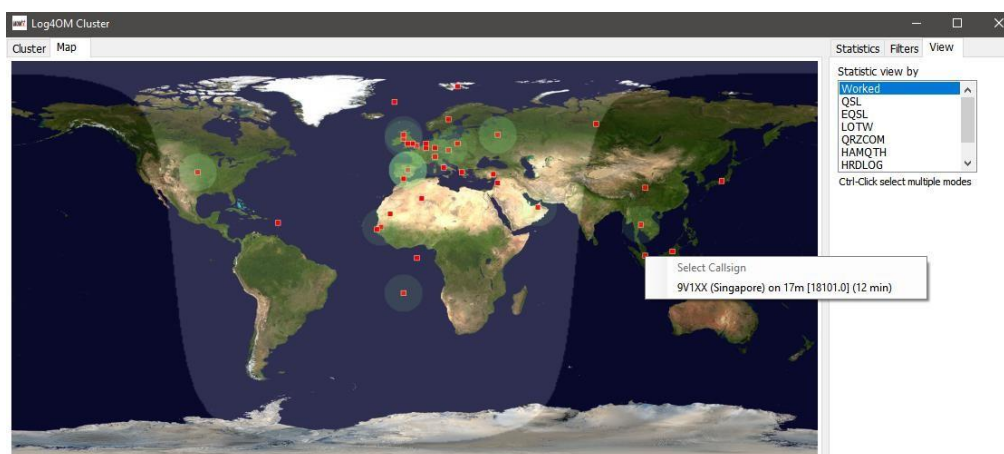 Log4OM Cluster
Cluster Map
Statistics Filters View
Statistic view by
Worked
QSL
EQSL
LOTW
QRZCOM
HAMQTH
HRDLOG
Ctrl-Click select multiple modes
Select Callsign
9V1XX (Singapore) on 17m [18101.0] (12 min)